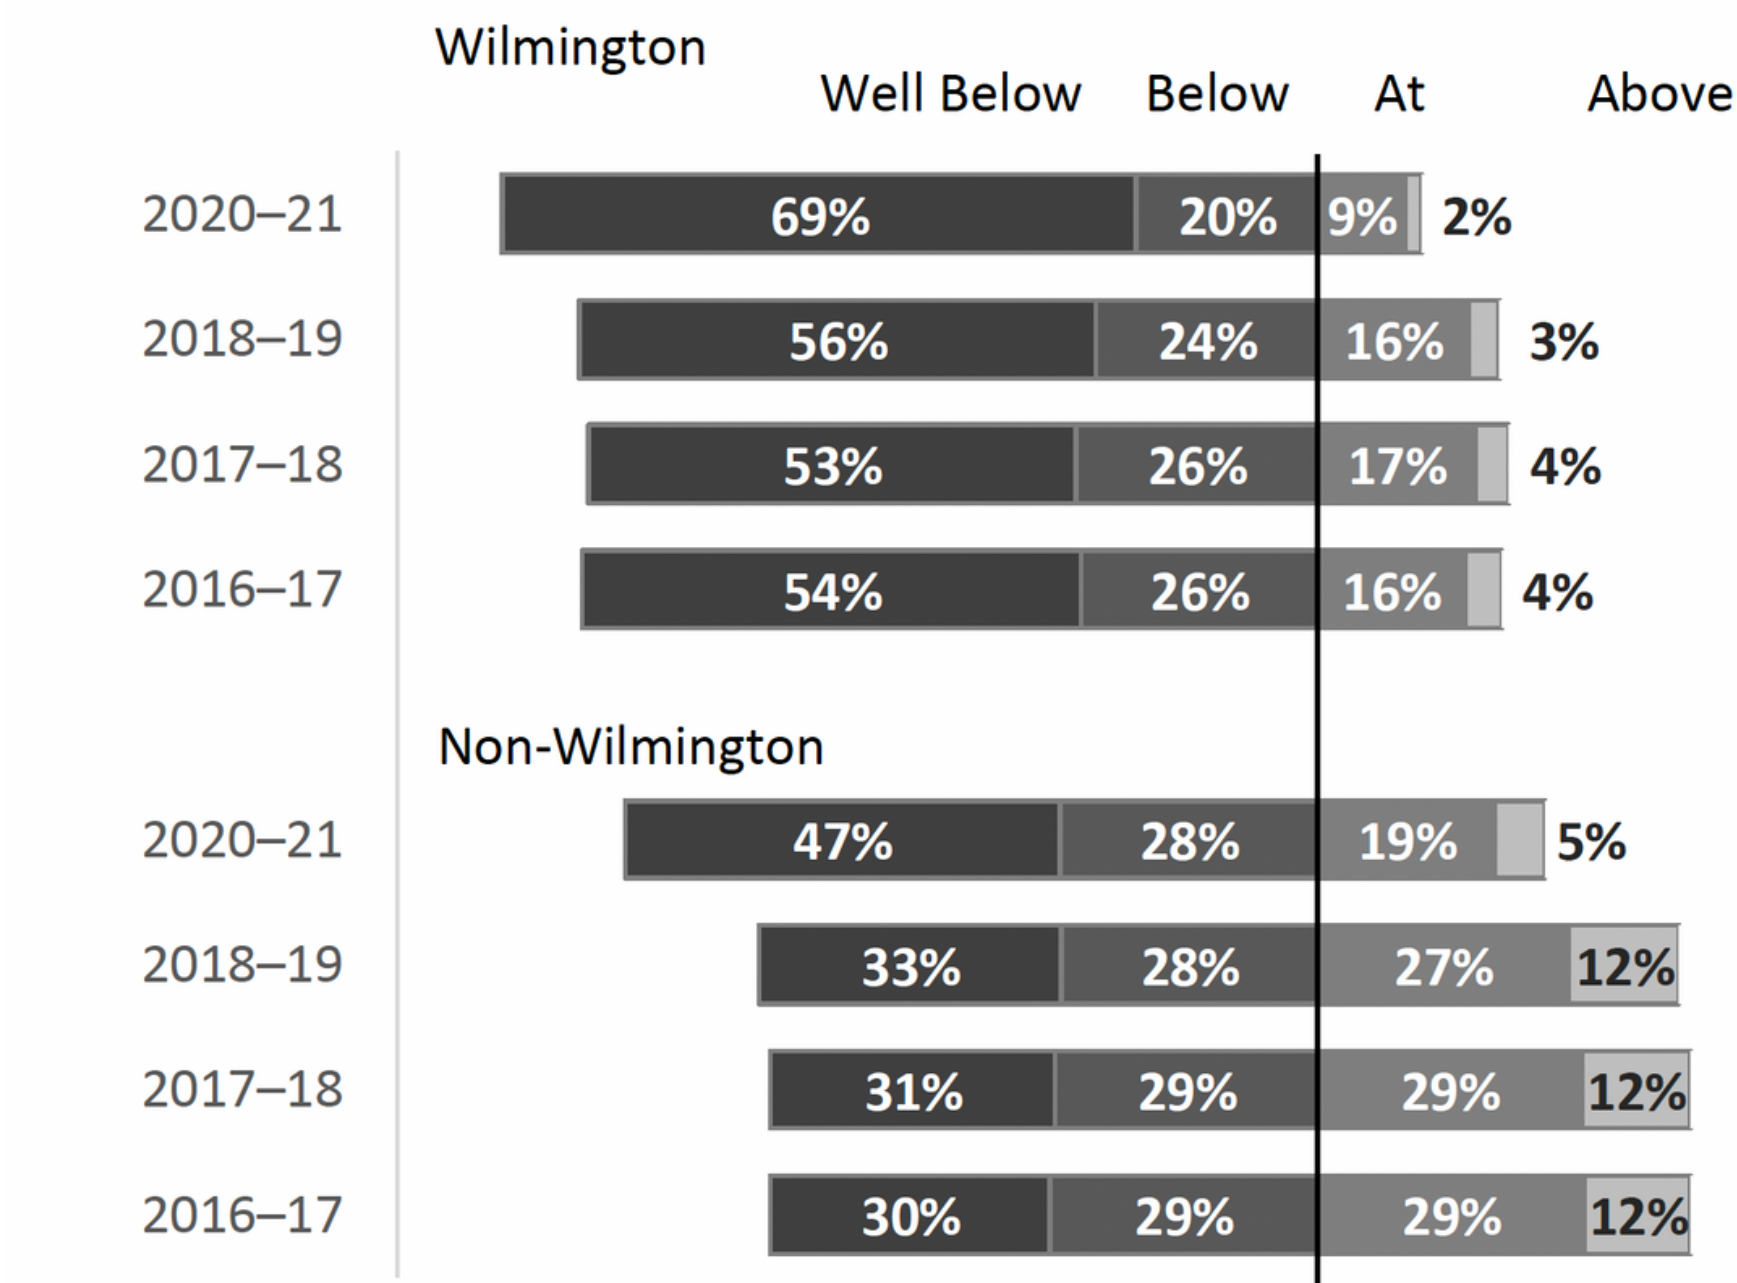 Wilmington
Well Below Below At Above
2020–21 69% 20% 9% 2%
2018–19 56% 24% 16% 3%
2017–18 53% 26% 17% 4%
2016–17 54% 26% 16% 4%
Non-Wilmington
2020–21 47% 28% 19% 5%
2018–19 33% 28% 27% 12%
2017–18 31% 29% 29% 12%
2016–17 30% 29% 29% 12%